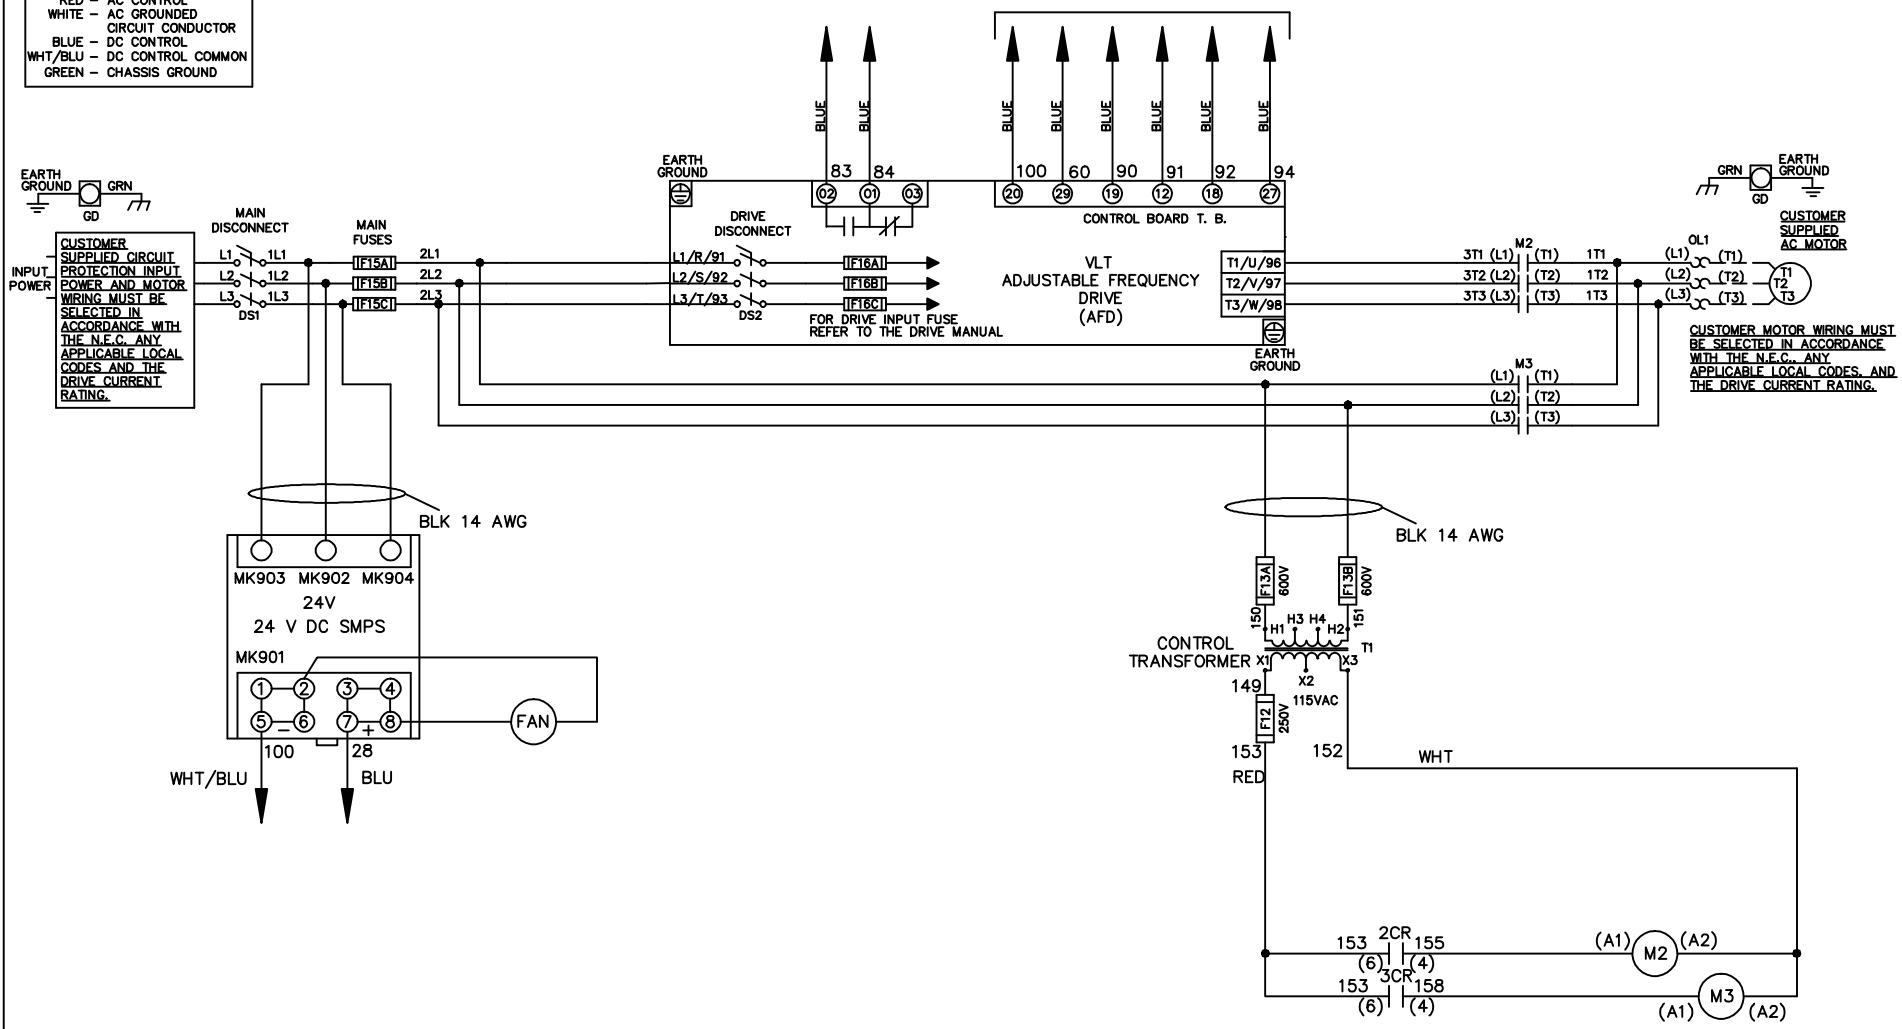 RED – AC CONTROL
WHITE – AC GROUNDED
CIRCUIT CONDUCTOR
BLUE – DC CONTROL
WHT/BLU – DC CONTROL COMMON
GREEN – CHASSIS GROUND
EARTH
GROUND
GRN
GD
INPUT
POWER
CUSTOMER
SUPPLIED CIRCUIT
PROTECTION INPUT
POWER AND MOTOR
WIRING MUST BE
SELECTED IN
ACCORDANCE WITH
THE N.E.C. ANY
APPLICABLE LOCAL
CODES AND THE
DRIVE CURRENT
RATING.
MAIN
DISCONNECT
L1 1L1
L2 1L2
L3 1L3
DS1
MAIN
FUSES
F15A
F15B
F15C
2L1
2L2
2L3
EARTH
GROUND
BLUE BLUE
83 84
02 01 03
BLUE BLUE BLUE BLUE BLUE BLUE
100 60 90 91 92 94
20 29 19 12 18 27
CONTROL BOARD T. B.
DRIVE
DISCONNECT
L1/R/91
L2/S/92
L3/T/93
DS2
F16A
F16B
F16C
FOR DRIVE INPUT FUSE
REFER TO THE DRIVE MANUAL
VLT
ADJUSTABLE FREQUENCY
DRIVE
(AFD)
T1/U/96
T2/V/97
T3/W/98
EARTH
GROUND
M2
3T1 (L1) (T1) 1T1
3T2 (L2) (T2) 1T2
3T3 (L3) (T3) 1T3
OL1
(L1) (T1)
(L2) (T2)
(L3) (T3)
T1
T2
T3
GRN
EARTH
GROUND
GD
CUSTOMER
SUPPLIED
AC MOTOR
CUSTOMER MOTOR WIRING MUST
BE SELECTED IN ACCORDANCE
WITH THE N.E.C., ANY
APPLICABLE LOCAL CODES, AND
THE DRIVE CURRENT RATING.
M3
(L1) (T1)
(L2) (T2)
(L3) (T3)
BLK 14 AWG
MK903 MK902 MK904
24V
24 V DC SMPS
MK901
1 2 3 4
5 6 7 8
– +
100 28
WHT/BLU BLU
FAN
BLK 14 AWG
F13A
600V
F13B
600V
150 151
H1 H3 H4 H2
T1
CONTROL
TRANSFORMER
X1 X2 X3
149
115VAC
F12
250V
153 152
RED
WHT
2CR
153 155
(6) (4)
(A1) M2 (A2)
3CR
153 158
(6) (4)
(A1) M3 (A2)